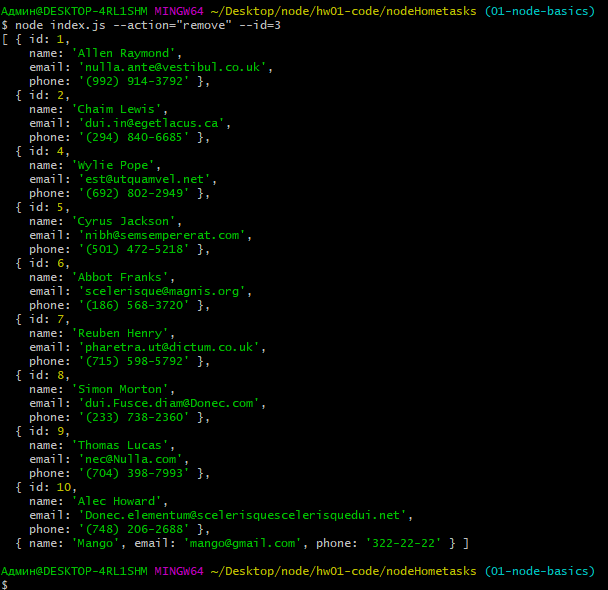 Админ@DESKTOP-4RL1SHM MINGW64 ~/Desktop/node/hw01-code/nodeHometasks (01-node-basics)
$ node index.js --action="remove" --id=3
[ { id: 1,
    name: 'Allen Raymond',
    email: 'nulla.ante@vestibul.co.uk',
    phone: '(992) 914-3792' },
  { id: 2,
    name: 'Chaim Lewis',
    email: 'dui.in@egetlacus.ca',
    phone: '(294) 840-6685' },
  { id: 4,
    name: 'Wylie Pope',
    email: 'est@utquamvel.net',
    phone: '(692) 802-2949' },
  { id: 5,
    name: 'Cyrus Jackson',
    email: 'nibh@semsempererat.com',
    phone: '(501) 472-5218' },
  { id: 6,
    name: 'Abbot Franks',
    email: 'scelerisque@magnis.org',
    phone: '(186) 568-3720' },
  { id: 7,
    name: 'Reuben Henry',
    email: 'pharetra.ut@dictum.co.uk',
    phone: '(715) 598-5792' },
  { id: 8,
    name: 'Simon Morton',
    email: 'dui.Fusce.diam@Donec.com',
    phone: '(233) 738-2360' },
  { id: 9,
    name: 'Thomas Lucas',
    email: 'nec@Nulla.com',
    phone: '(704) 398-7993' },
  { id: 10,
    name: 'Alec Howard',
    email: 'Donec.elementum@scelerisquescelerisquedui.net',
    phone: '(748) 206-2688' },
  { name: 'Mango', email: 'mango@gmail.com', phone: '322-22-22' } ]
Админ@DESKTOP-4RL1SHM MINGW64 ~/Desktop/node/hw01-code/nodeHometasks (01-node-basics)
$